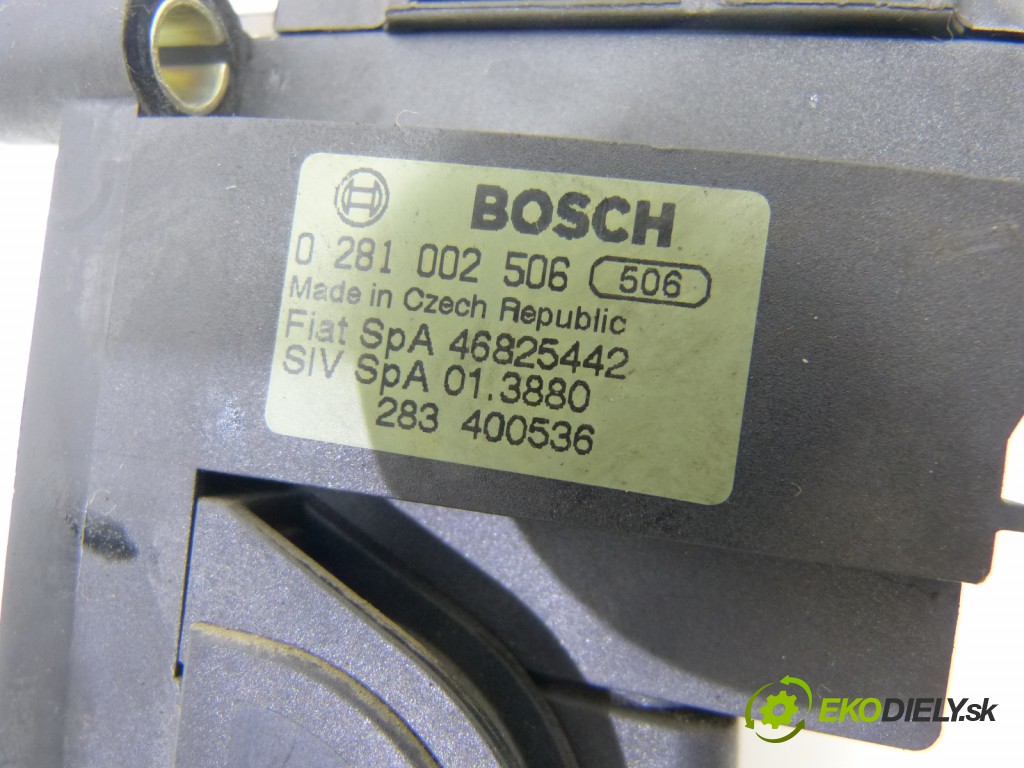 BOSCH
0 281 002 506 506
Made in Czech Republic
Fiat SpA 46825442
SIV SpA 01.3880
283 400536
EKODIELY.sk